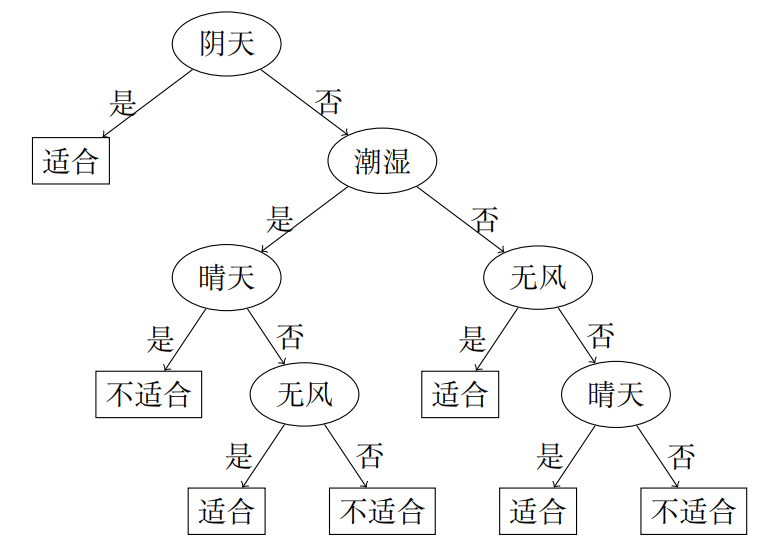 阴天
是 否
适合 潮湿
是 否
晴天 无风
是 否 是 否
不适合 无风 适合 晴天
是 否 是 否
适合 不适合 适合 不适合